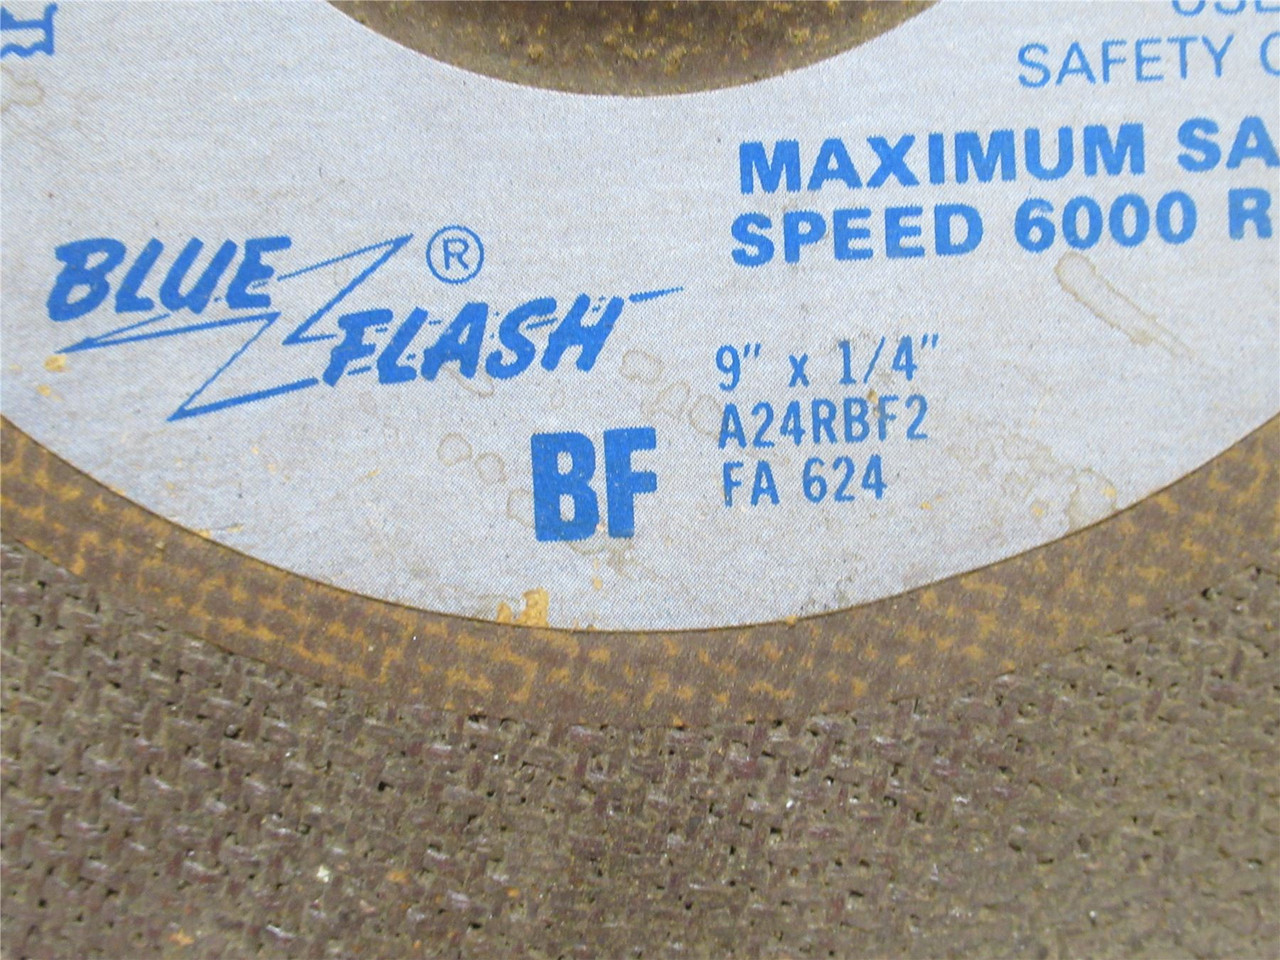 SAFETY
MAXIMUM SA
SPEED 6000 R
BLUE ®
FLASH
9" x 1/4"
BF
A24RBF2
FA 624